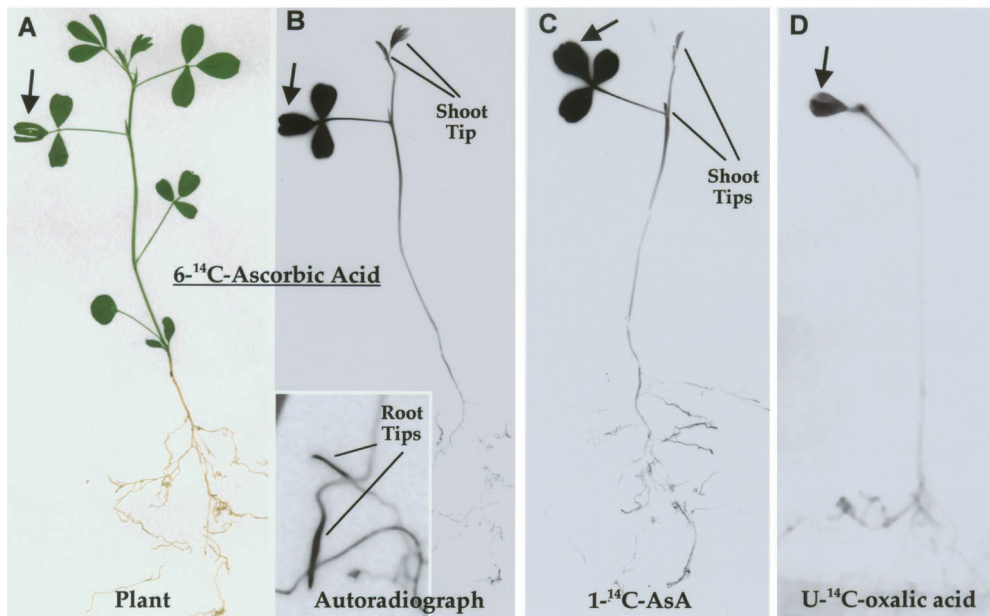 A
B
C
D
Shoot
Tip
Shoot
Tips
6-¹⁴C-Ascorbic Acid
Root
Tips
Plant
Autoradiograph
1-¹⁴C-AsA
U-¹⁴C-oxalic acid